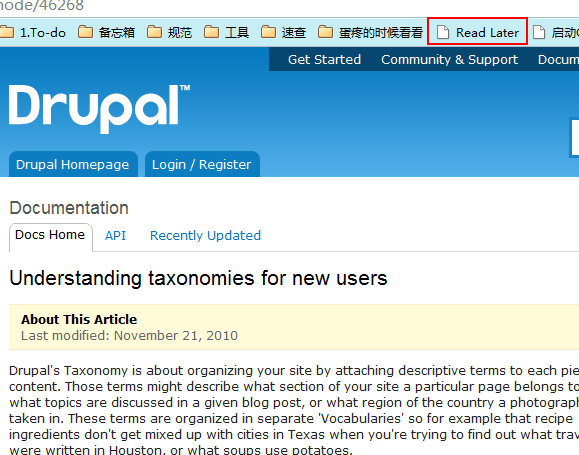 node/46268
1.To-do 备忘箱 规范 工具 速查 蛋疼的时候看看 Read Later
Get Started Community & Support
Drupal™
Drupal Homepage Login / Register
Documentation
Docs Home API Recently Updated
Understanding taxonomies for new users
About This Article
Last modified: November 21, 2010
Drupal's Taxonomy is about organizing your site by attaching descriptive terms to each
content. Those terms might describe what section of your site a particular page belongs to
what topics are discussed in a given blog post, or what region of the country a
taken in. These terms are organized in separate 'Vocabularies' so for example that recipe
ingredients don't get mixed up with cities in Texas when you're trying to find out what
were written in Houston, or what soups use potatoes.